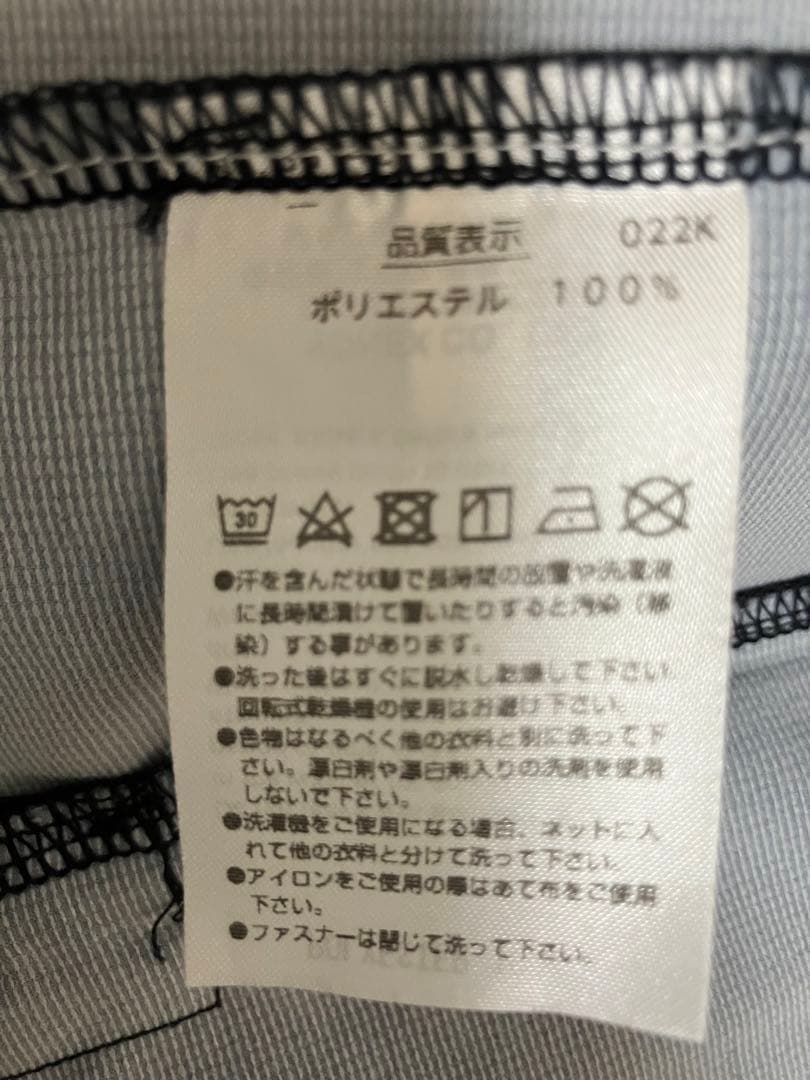 品質表示 022K
ポリエステル 100%
30
●汗を含んだ状態で長時間の放置や洗濯液
に長時間漬けて置いたりすると汚染（移
染）する事があります。
●洗った後はすぐに脱水し乾燥して下さい
回転式乾燥機の使用はお避け下さい。
●色物はなるべく他の衣料と別に洗って下
さい。漂白剤や漂白剤入りの洗剤を使用
しないで下さい。
●洗濯機をご使用になる場合、ネットに入
れて他の衣料と分けて洗って下さい。
●アイロンをご使用の際はあて布をご使用
下さい。
●ファスナーは閉じて洗って下さい。